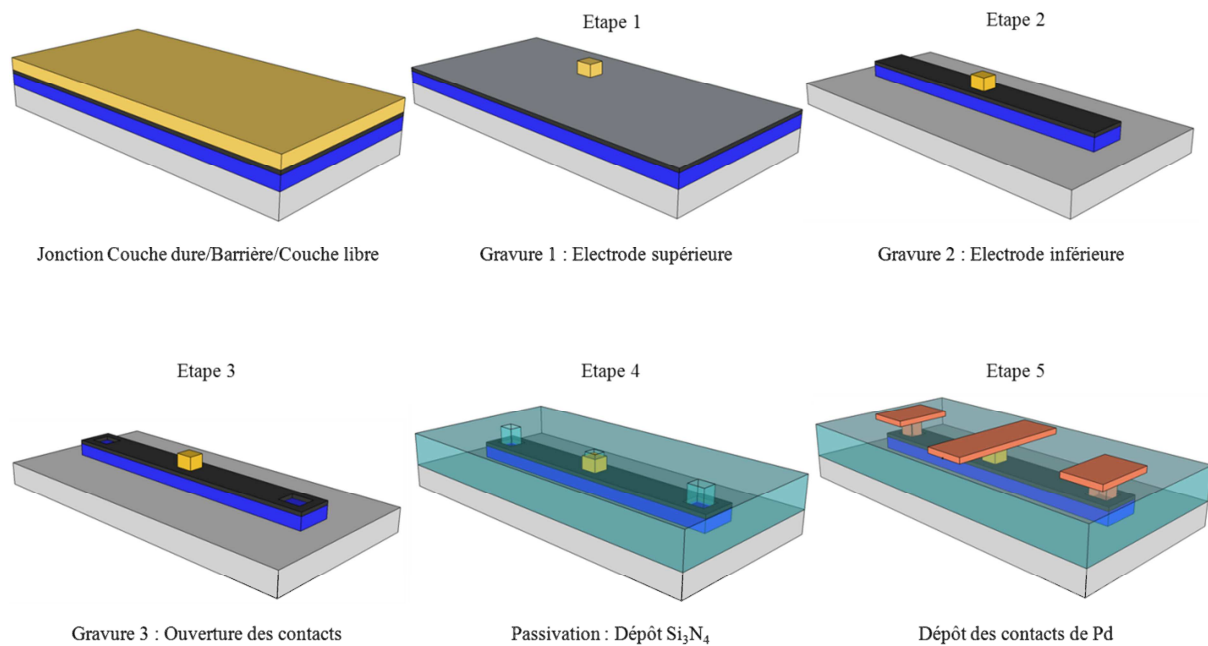 Etape 1
Etape 2
Jonction Couche dure/Barrière/Couche libre
Gravure 1 : Electrode supérieure
Gravure 2 : Electrode inférieure
Etape 3
Etape 4
Etape 5
Gravure 3 : Ouverture des contacts
Passivation : Dépôt Si₃N₄
Dépôt des contacts de Pd